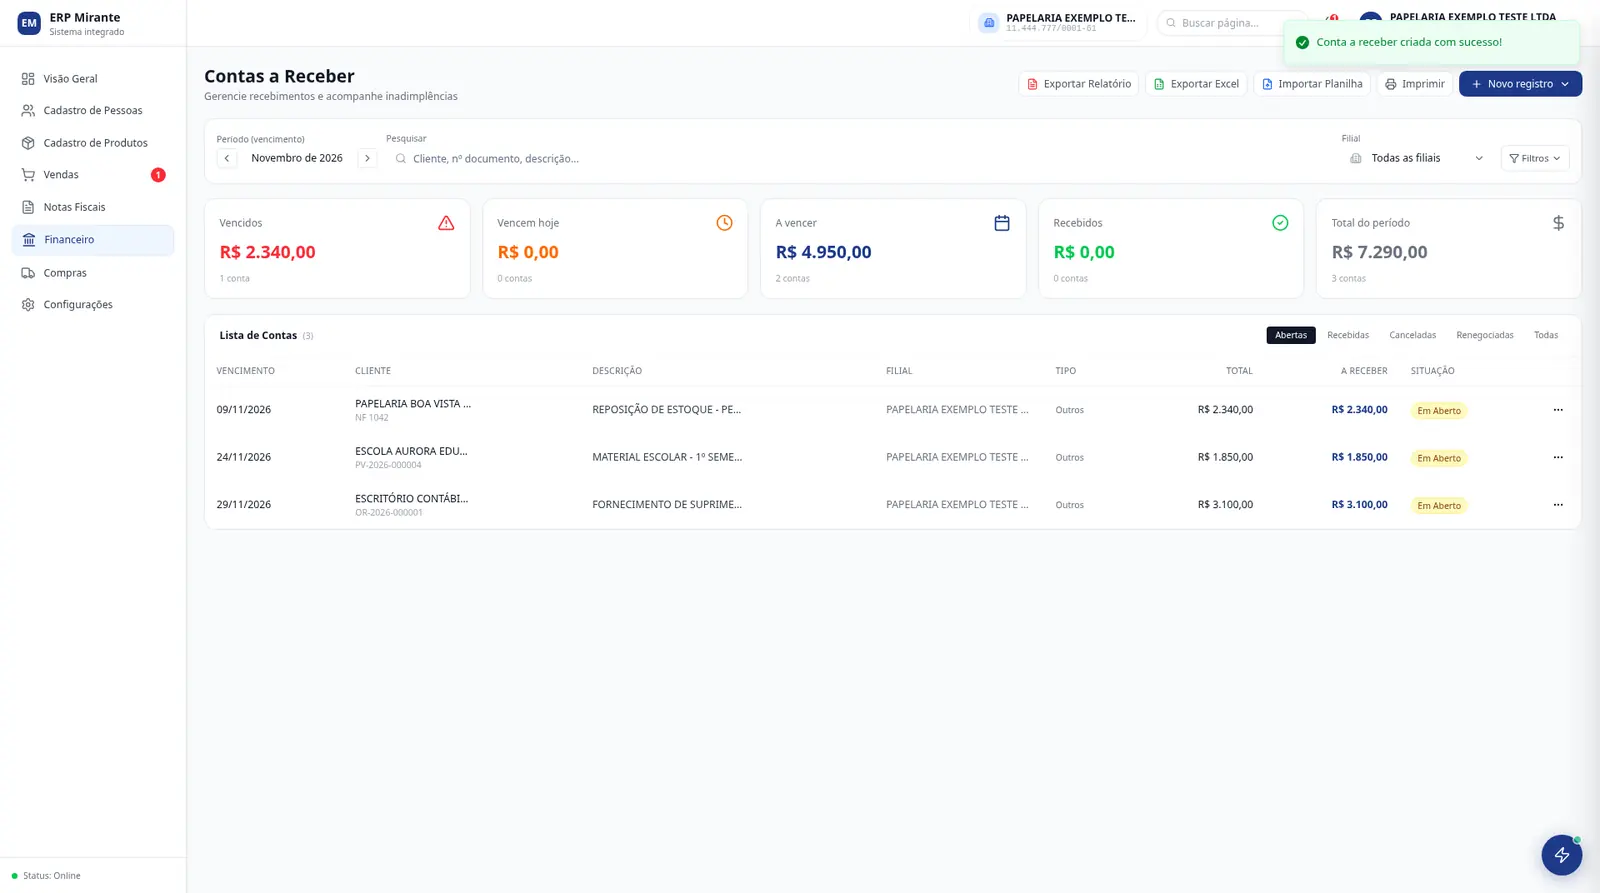 EM
ERP Mirante
Sistema integrado
PAPELARIA EXEMPLO TE...
11.444.777/0001-61
Buscar página...
1
PAPELARIA EXEMPLO TESTE LTDA
Conta a receber criada com sucesso!
Visão Geral
Cadastro de Pessoas
Cadastro de Produtos
Vendas
1
Notas Fiscais
Financeiro
Compras
Configurações
Status: Online
Contas a Receber
Gerencie recebimentos e acompanhe inadimplências
Exportar Relatório
Exportar Excel
Importar Planilha
Imprimir
Novo registro
Período (vencimento)
Novembro de 2026
Pesquisar
Cliente, nº documento, descrição...
Filial
Todas as filiais
Filtros
Vencidos
R$ 2.340,00
1 conta
Vencem hoje
R$ 0,00
0 contas
A vencer
R$ 4.950,00
2 contas
Recebidos
R$ 0,00
0 contas
Total do período
R$ 7.290,00
3 contas
Lista de Contas (3)
Abertas Recebidas Canceladas Renegociadas Todas
VENCIMENTO CLIENTE DESCRIÇÃO FILIAL TIPO TOTAL A RECEBER SITUAÇÃO
09/11/2026 PAPELARIA BOA VISTA ... REPOSIÇÃO DE ESTOQUE - PE... PAPELARIA EXEMPLO TESTE ... Outros R$ 2.340,00 R$ 2.340,00 Em Aberto
NF 1042
24/11/2026 ESCOLA AURORA EDU... MATERIAL ESCOLAR - 1º SEME... PAPELARIA EXEMPLO TESTE ... Outros R$ 1.850,00 R$ 1.850,00 Em Aberto
PV-2026-000004
29/11/2026 ESCRITÓRIO CONTÁBI... FORNECIMENTO DE SUPRIME... PAPELARIA EXEMPLO TESTE ... Outros R$ 3.100,00 R$ 3.100,00 Em Aberto
OR-2026-000001